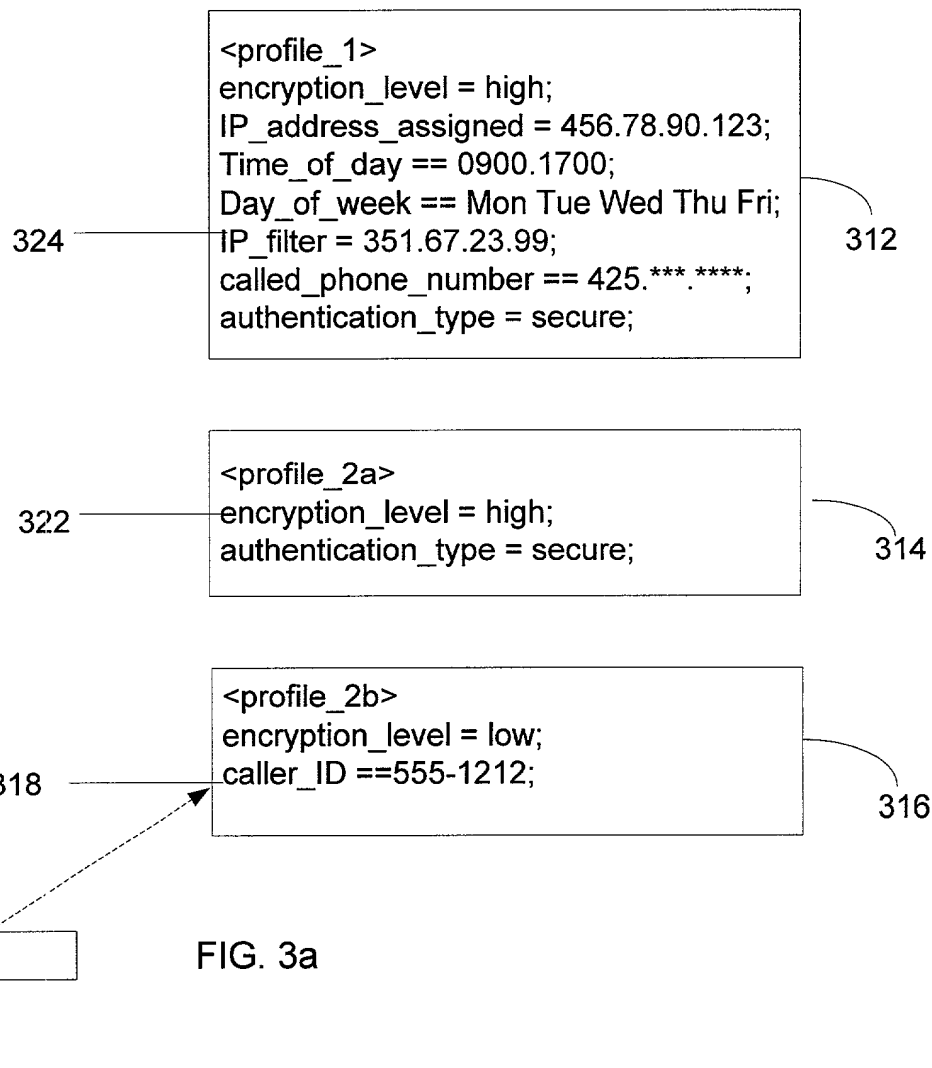 <profile_1>
encryption_level = high;
IP_address_assigned = 456.78.90.123;
Time_of_day == 0900.1700;
Day_of_week == Mon Tue Wed Thu Fri;
324
IP_filter = 351.67.23.99;
312
called_phone_number == 425.***.****;
authentication_type = secure;
<profile_2a>
322
encryption_level = high;
authentication_type = secure;
314
<profile_2b>
encryption_level = low;
318
caller_ID ==555-1212;
316
FIG. 3a